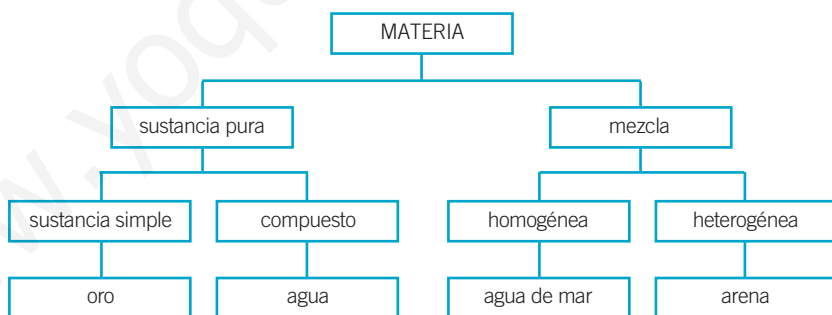 MATERIA
sustancia pura
mezcla
sustancia simple
compuesto
homogénea
heterogénea
oro
agua
agua de mar
arena